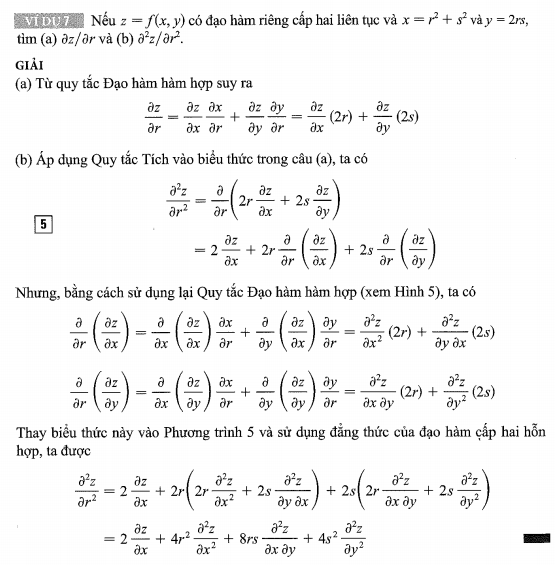 VÍ DỤ 7 Nếu z = f(x, y) có đạo hàm riêng cấp hai liên tục và x = r² + s² và y = 2rs,
tìm (a) ∂z/∂r và (b) ∂²z/∂r².
GIẢI
(a) Từ quy tắc Đạo hàm hàm hợp suy ra
∂z/∂r = ∂z/∂x ∂x/∂r + ∂z/∂y ∂y/∂r = ∂z/∂x (2r) + ∂z/∂y (2s)
(b) Áp dụng Quy tắc Tích vào biểu thức trong câu (a), ta có
∂²z/∂r² = ∂/∂r (2r ∂z/∂x + 2s ∂z/∂y)
5 = 2 ∂z/∂x + 2r ∂/∂r (∂z/∂x) + 2s ∂/∂r (∂z/∂y)
Nhưng, bằng cách sử dụng lại Quy tắc Đạo hàm hàm hợp (xem Hình 5), ta có
∂/∂r (∂z/∂x) = ∂/∂x (∂z/∂x) ∂x/∂r + ∂/∂y (∂z/∂x) ∂y/∂r = ∂²z/∂x² (2r) + ∂²z/∂y ∂x (2s)
∂/∂r (∂z/∂y) = ∂/∂x (∂z/∂y) ∂x/∂r + ∂/∂y (∂z/∂y) ∂y/∂r = ∂²z/∂x ∂y (2r) + ∂²z/∂y² (2s)
Thay biểu thức này vào Phương trình 5 và sử dụng đẳng thức của đạo hàm cấp hai hỗn
hợp, ta được
∂²z/∂r² = 2 ∂z/∂x + 2r(2r ∂²z/∂x² + 2s ∂²z/∂y ∂x) + 2s(2r ∂²z/∂x ∂y + 2s ∂²z/∂y²)
= 2 ∂z/∂x + 4r² ∂²z/∂x² + 8rs ∂²z/∂x ∂y + 4s² ∂²z/∂y²